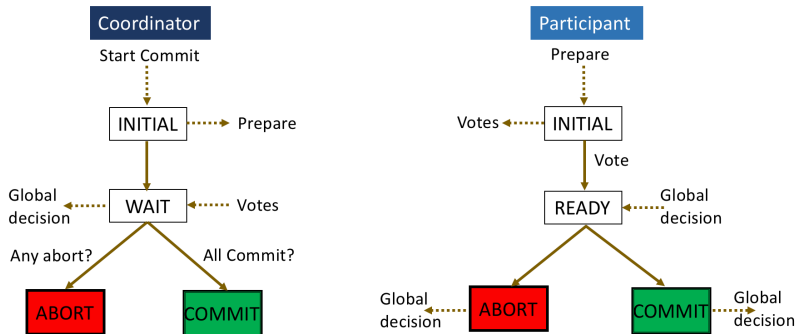 Coordinator
Start Commit
INITIAL
Prepare
WAIT
Global
decision
Votes
Any abort?
All Commit?
ABORT
COMMIT
Participant
Prepare
Votes
INITIAL
Vote
READY
Global
decision
Global
decision
ABORT
COMMIT
Global
decision